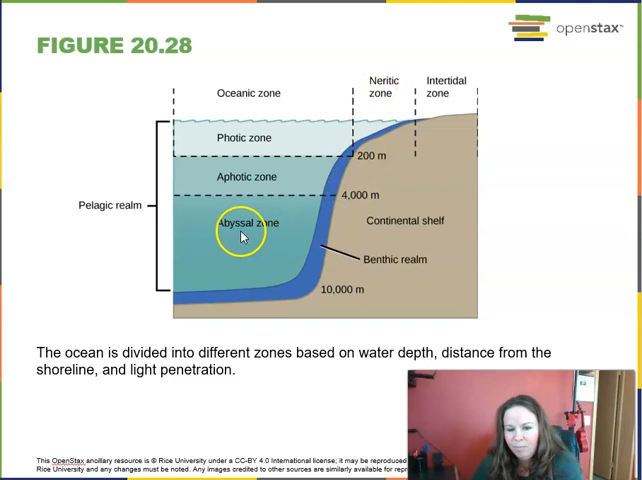 openstax
FIGURE 20.28
Oceanic zone
Neritic
zone
Intertidal
zone
Photic zone
200 m
Aphotic zone
4,000 m
Pelagic realm
Abyssal zone
Continental shelf
Benthic realm
10,000 m
The ocean is divided into different zones based on water depth, distance from the
shoreline, and light penetration.
This OpenStax ancillary resource is © Rice University under a CC-BY 4.0 International license; it may be reproduced
Rice University and any changes must be noted. Any images credited to other sources are similarly available for